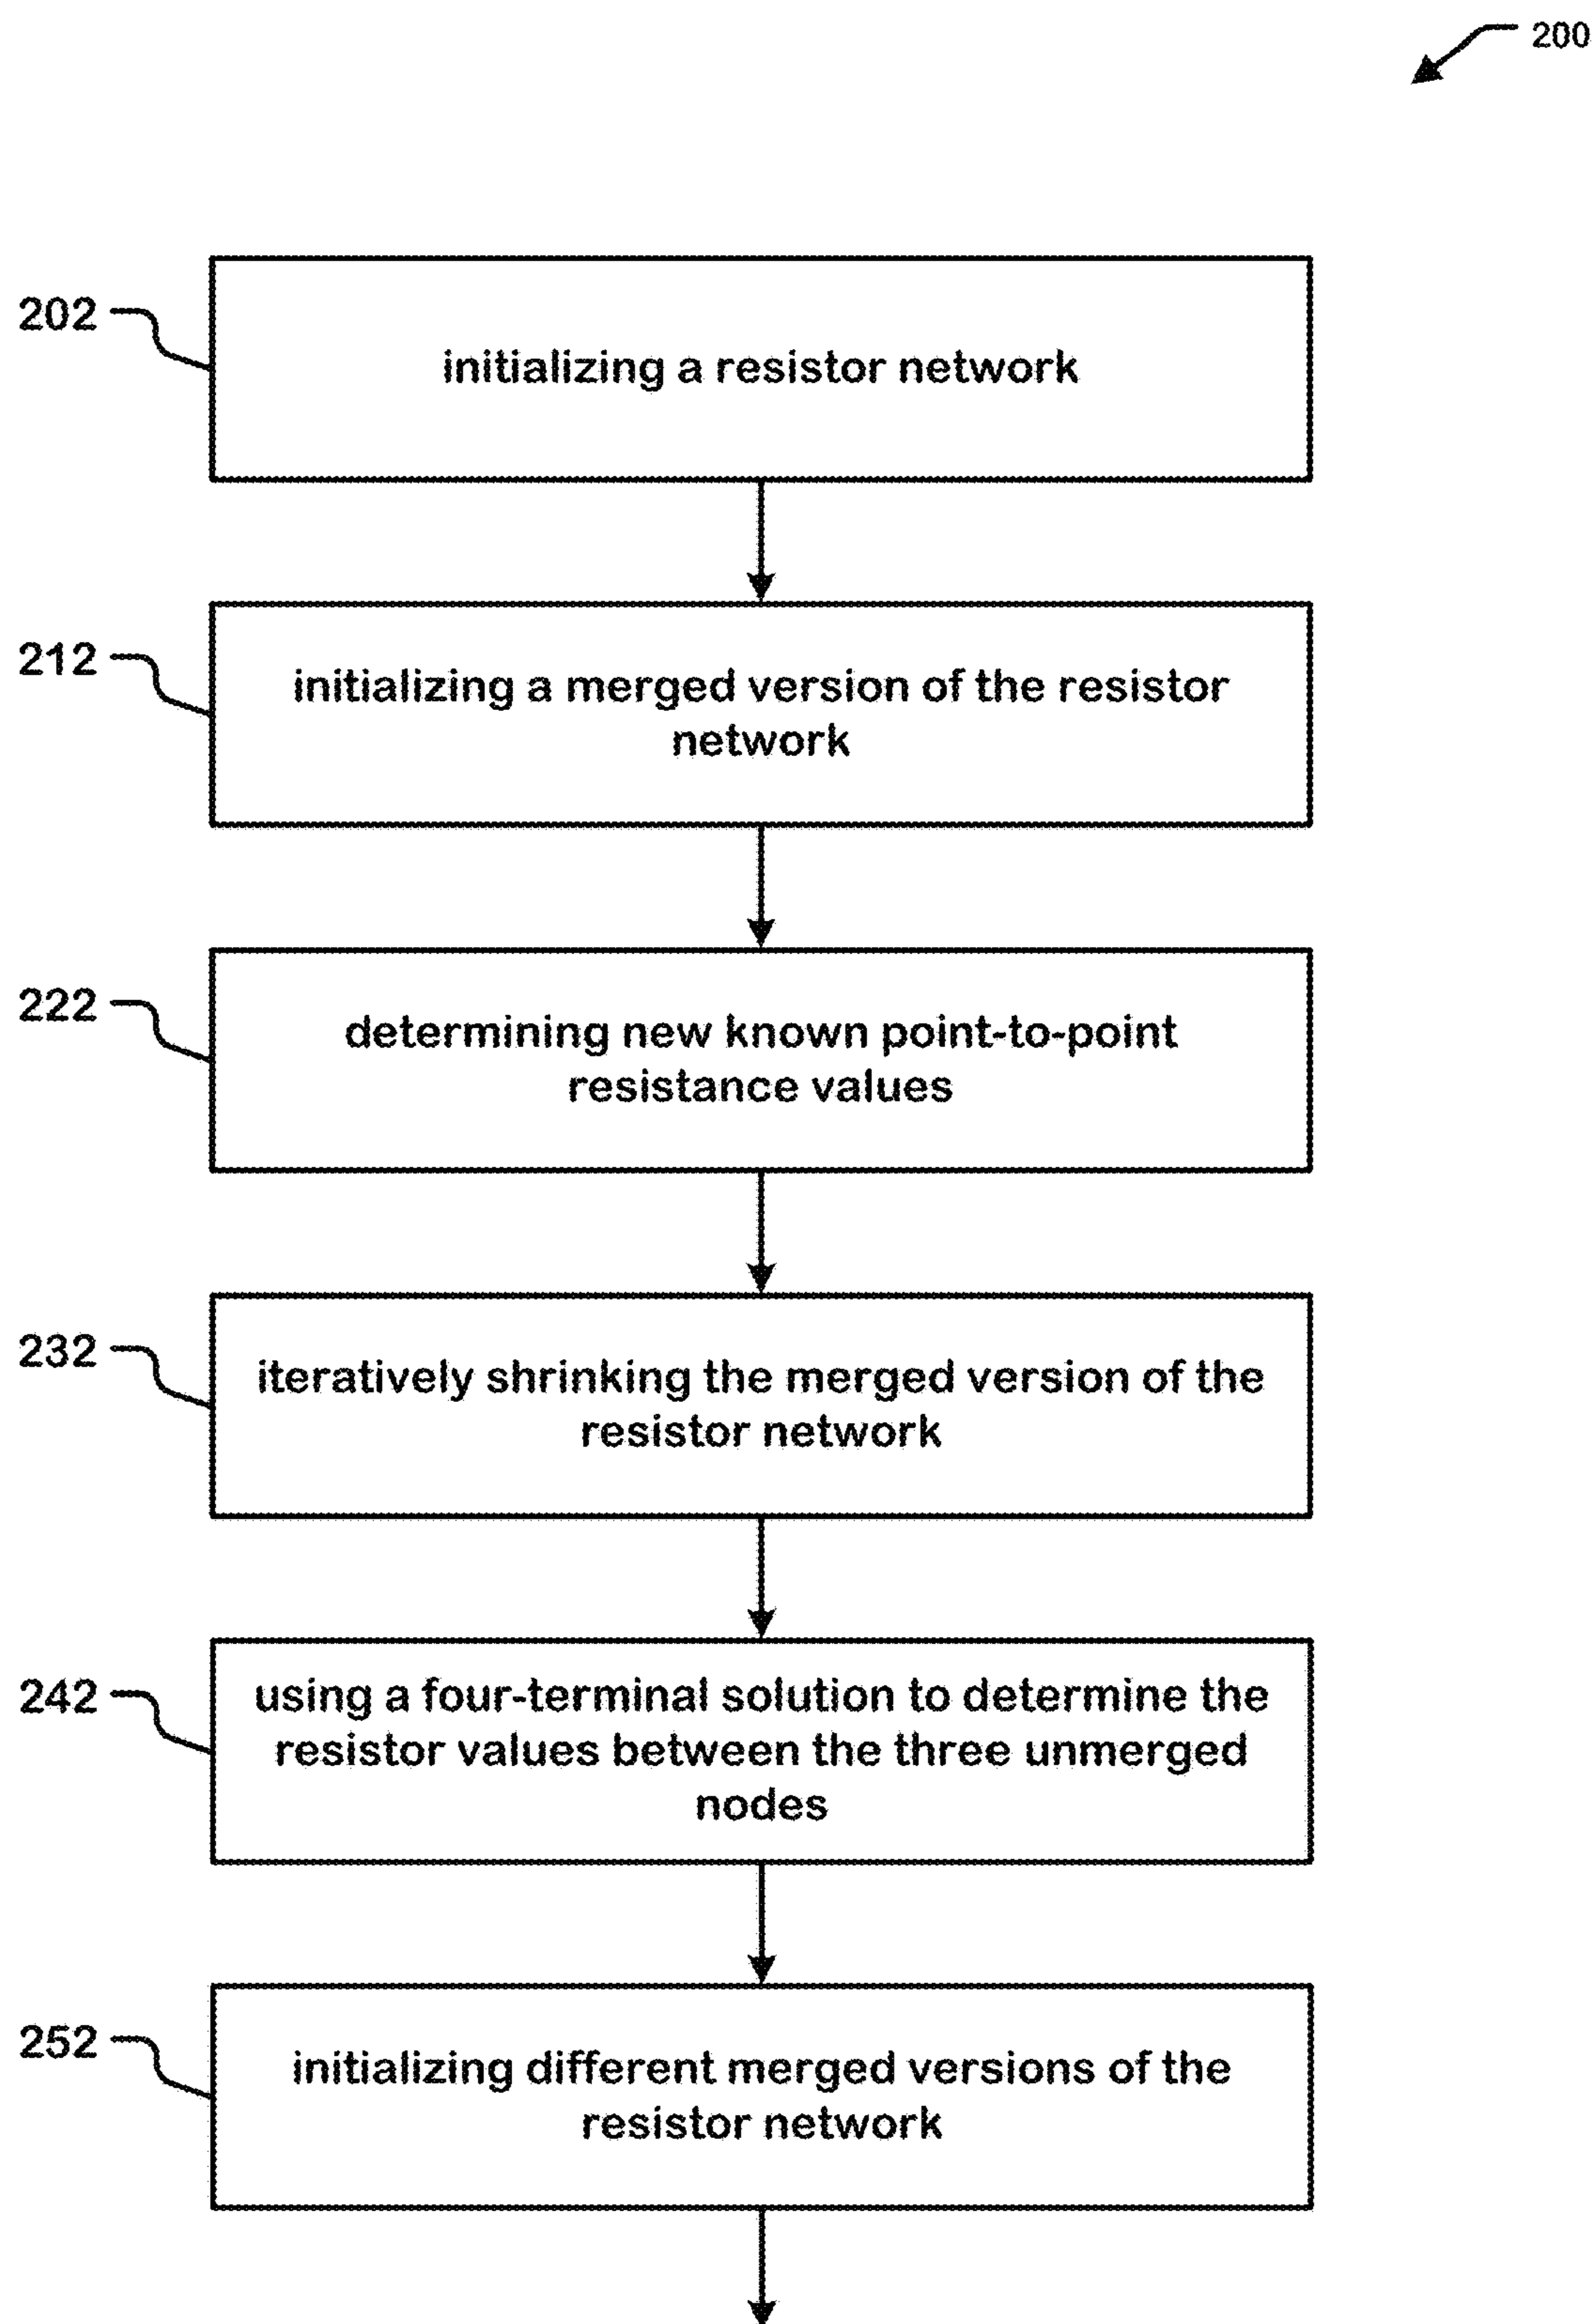 200
202
initializing a resistor network
212
initializing a merged version of the resistor
network
222
determining new known point-to-point
resistance values
232
iteratively shrinking the merged version of the
resistor network
242
using a four-terminal solution to determine the
resistor values between the three unmerged
nodes
252
initializing different merged versions of the
resistor network